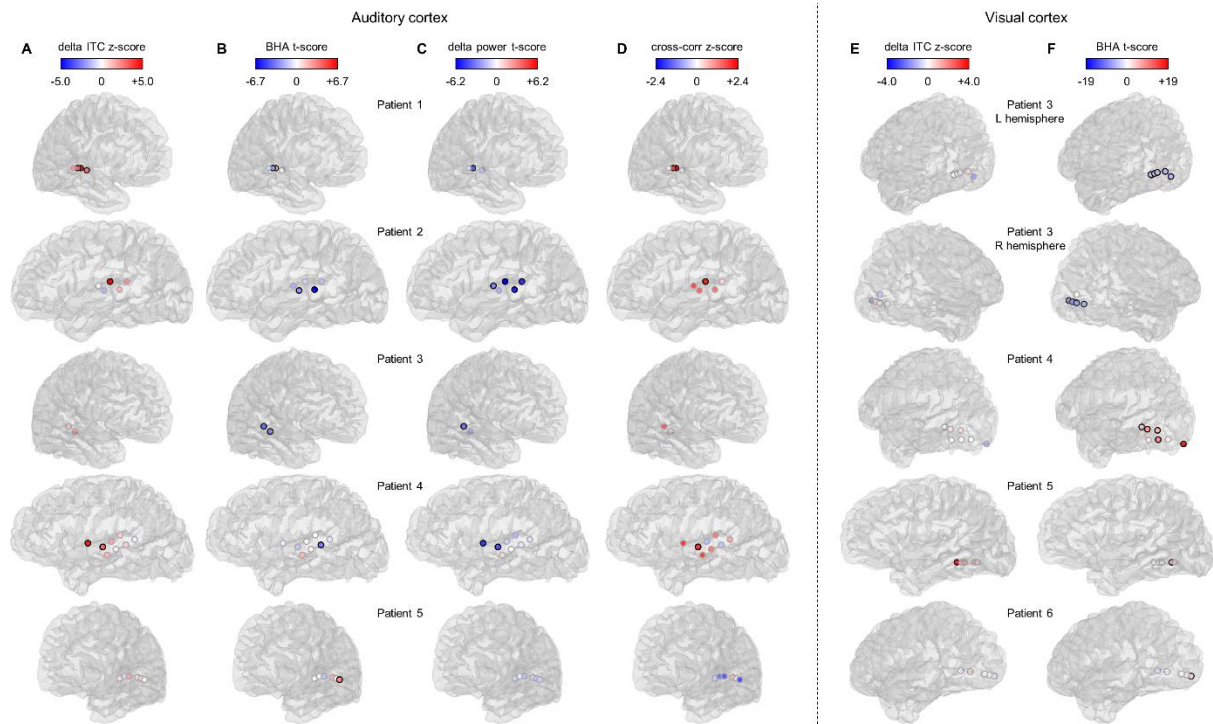 Auditory cortex
Visual cortex
A delta ITC z-score
-5.0 0 +5.0
B BHA t-score
-6.7 0 +6.7
C delta power t-score
-6.2 0 +6.2
D cross-corr z-score
-2.4 0 +2.4
E delta ITC z-score
-4.0 0 +4.0
F BHA t-score
-19 0 +19
Patient 1
Patient 2
Patient 3
Patient 4
Patient 5
Patient 3
L hemisphere
Patient 3
R hemisphere
Patient 4
Patient 5
Patient 6